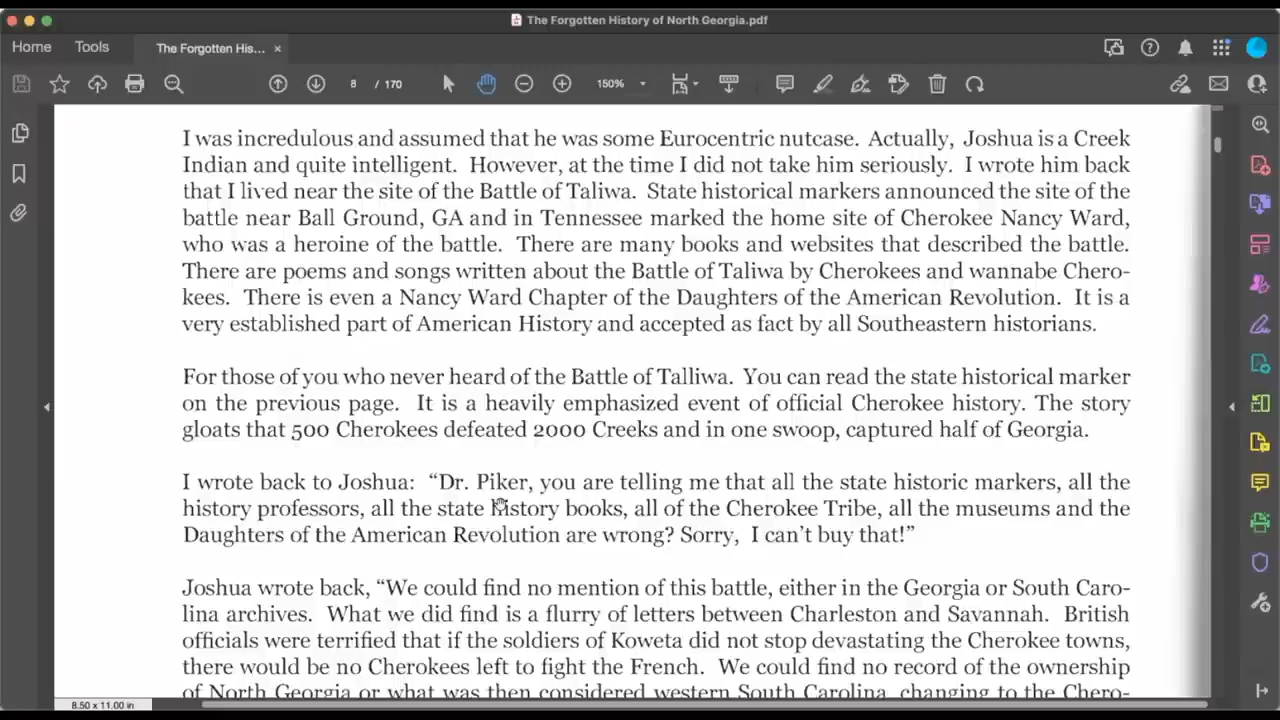 The Forgotten History of North Georgia.pdf
Home Tools The Forgotten His... ×
8 / 170 150%
I was incredulous and assumed that he was some Eurocentric nutcase. Actually, Joshua is a Creek
Indian and quite intelligent. However, at the time I did not take him seriously. I wrote him back
that I lived near the site of the Battle of Taliwa. State historical markers announced the site of the
battle near Ball Ground, GA and in Tennessee marked the home site of Cherokee Nancy Ward,
who was a heroine of the battle. There are many books and websites that described the battle.
There are poems and songs written about the Battle of Taliwa by Cherokees and wannabe Chero-
kees. There is even a Nancy Ward Chapter of the Daughters of the American Revolution. It is a
very established part of American History and accepted as fact by all Southeastern historians.
For those of you who never heard of the Battle of Talliwa. You can read the state historical marker
on the previous page. It is a heavily emphasized event of official Cherokee history. The story
gloats that 500 Cherokees defeated 2000 Creeks and in one swoop, captured half of Georgia.
I wrote back to Joshua: “Dr. Piker, you are telling me that all the state historic markers, all the
history professors, all the state history books, all of the Cherokee Tribe, all the museums and the
Daughters of the American Revolution are wrong? Sorry, I can’t buy that!”
Joshua wrote back, “We could find no mention of this battle, either in the Georgia or South Caro-
lina archives. What we did find is a flurry of letters between Charleston and Savannah. British
officials were terrified that if the soldiers of Koweta did not stop devastating the Cherokee towns,
there would be no Cherokees left to fight the French. We could find no record of the ownership
of North Georgia or what was then considered western South Carolina, changing to the Chero-
8.50 x 11.00 in